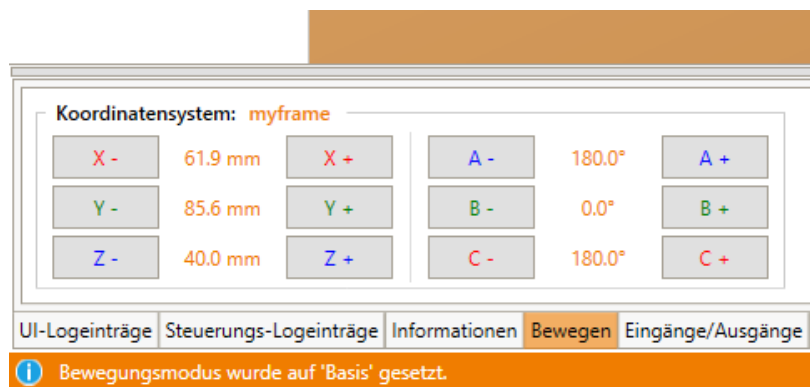 Koordinatensystem: myframe
X - 61.9 mm X + A - 180.0° A +
Y - 85.6 mm Y + B - 0.0° B +
Z - 40.0 mm Z + C - 180.0° C +
UI-Logeinträge Steuerungs-Logeinträge Informationen Bewegen Eingänge/Ausgänge
Bewegungsmodus wurde auf 'Basis' gesetzt.